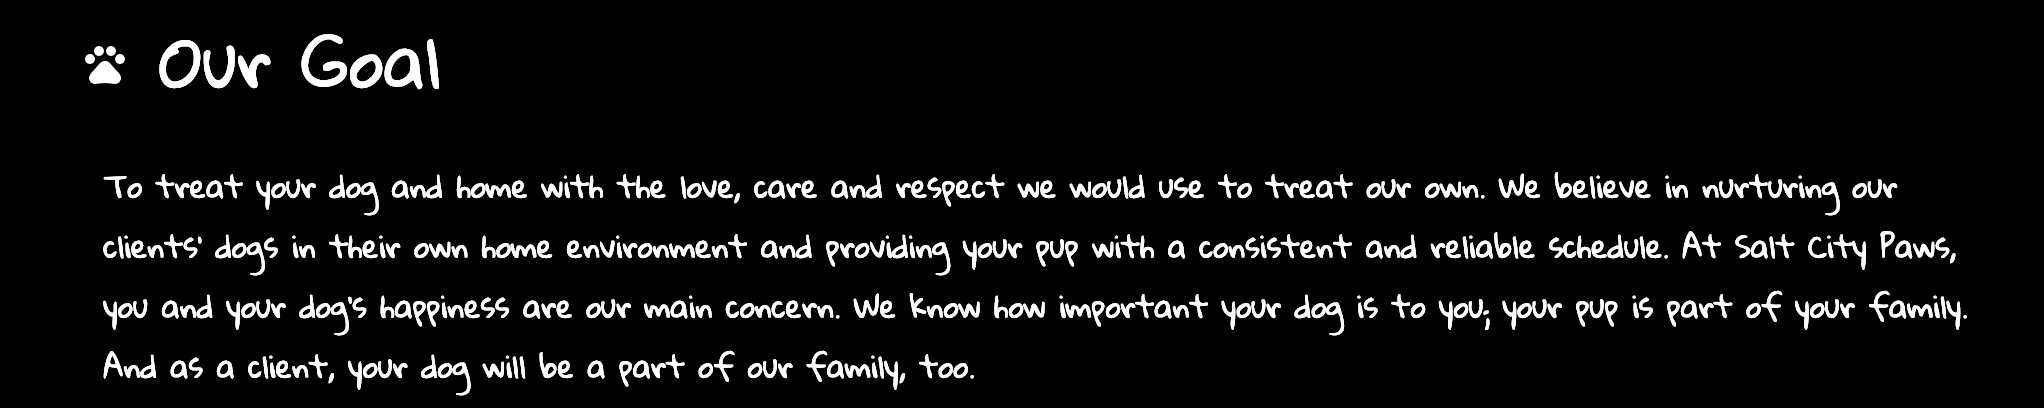 Our Goal
To treat your dog and home with the love, care and respect we would use to treat our own. We believe in nurturing our
clients' dogs in their own home environment and providing your pup with a consistent and reliable schedule. At Salt City Paws,
you and your dog's happiness are our main concern. We know how important your dog is to you; your pup is part of your family.
And as a client, your dog will be a part of our family, too.